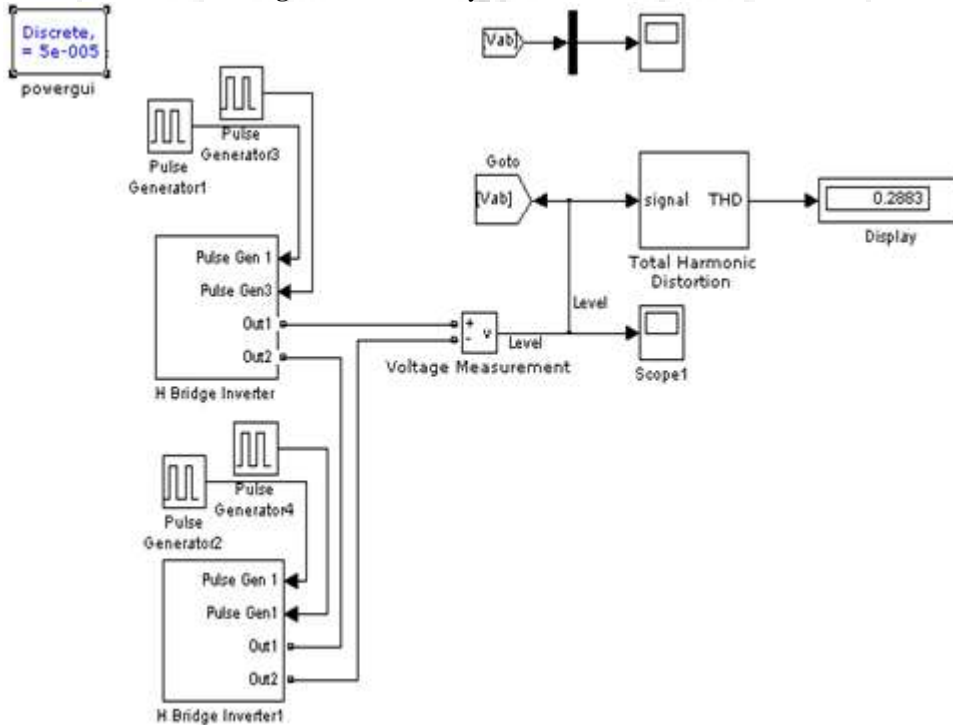 Discrete,
= 5e-005
powergui
[Vab]
Pulse
Generator3
Pulse
Generator1
Goto
[Vab]
signal THD
0.2883
Display
Total Harmonic
Distortion
Pulse Gen 1
Pulse Gen3
Out1
Out2
H Bridge Inverter
Level
+
-
v
Level
Voltage Measurement
Scope1
Pulse
Generator4
Pulse
Generator2
Pulse Gen 1
Pulse Gen1
Out1
Out2
H Bridge Inverter1